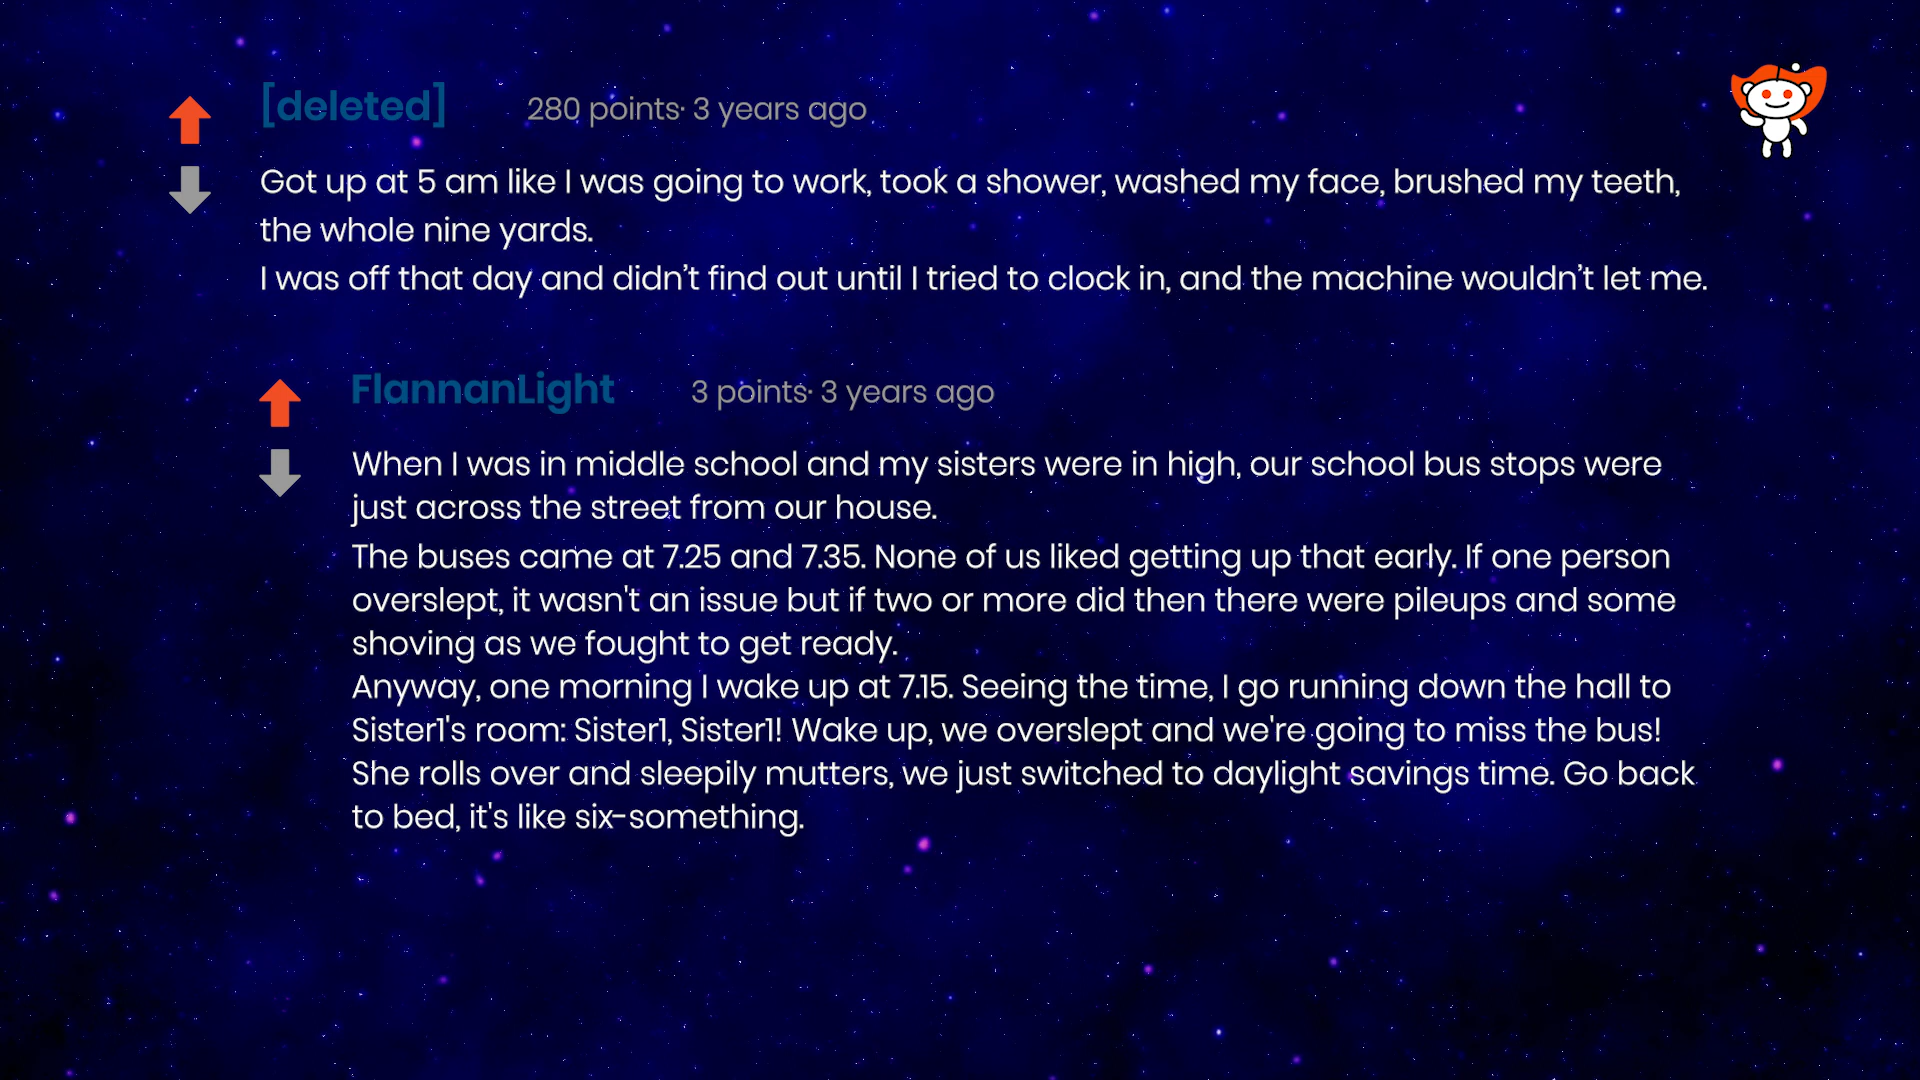 [deleted] 280 points· 3 years ago
Got up at 5 am like I was going to work, took a shower, washed my face, brushed my teeth,
the whole nine yards.
I was off that day and didn’t find out until I tried to clock in, and the machine wouldn’t let me.
FlannanLight 3 points· 3 years ago
When I was in middle school and my sisters were in high, our school bus stops were
just across the street from our house.
The buses came at 7.25 and 7.35. None of us liked getting up that early. If one person
overslept, it wasn't an issue but if two or more did then there were pileups and some
shoving as we fought to get ready.
Anyway, one morning I wake up at 7.15. Seeing the time, I go running down the hall to
Sister1's room: Sister1, Sister1! Wake up, we overslept and we're going to miss the bus!
She rolls over and sleepily mutters, we just switched to daylight savings time. Go back
to bed, it's like six-something.